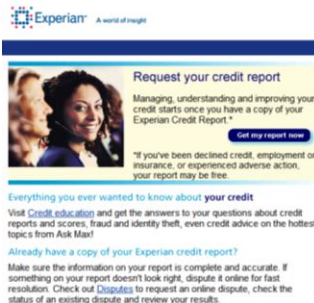 Experian™ A world of insight
Request your credit report
Managing, understanding and improving your
credit starts once you have a copy of your
Experian Credit Report.*
Get my report now
*If you've been declined credit, employment or
insurance, or experienced adverse action,
your report may be free.
Everything you ever wanted to know about your credit
Visit Credit education and get the answers to your questions about credit
reports and scores, fraud and identity theft, even credit advice on the hottest
topics from Ask Max!
Already have a copy of your Experian credit report?
Make sure the information on your report is complete and accurate. If
something on your report doesn't look right, dispute it online for fast
resolution. Check out Disputes to request an online dispute, check the
status of an existing dispute and review your results.